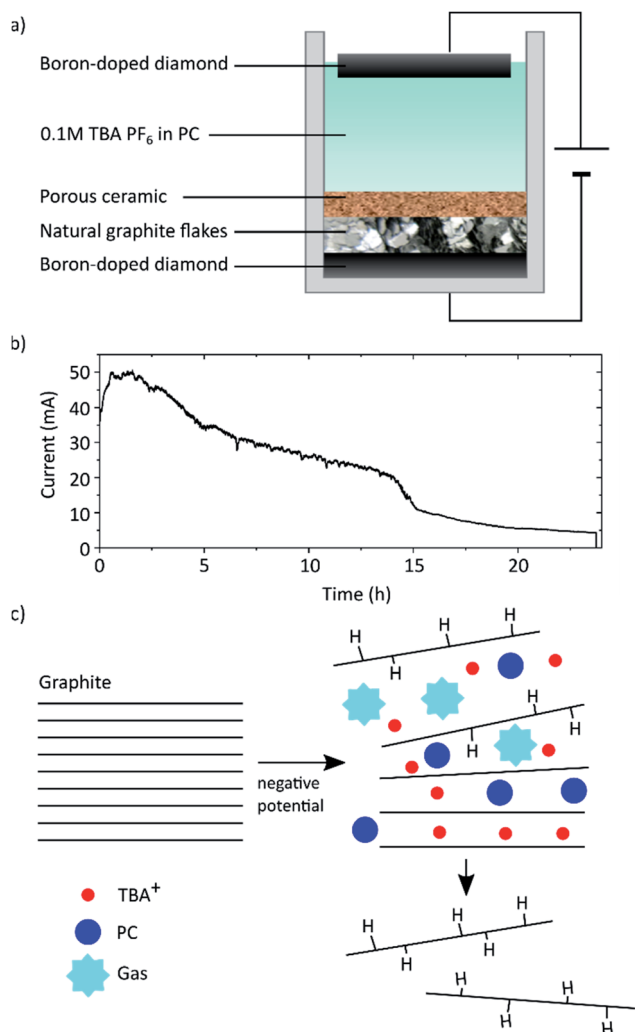 a)
Boron-doped diamond
0.1M TBA PF₆ in PC
Porous ceramic
Natural graphite flakes
Boron-doped diamond
b)
50
40
30
20
10
0
Current (mA)
0 5 10 15 20
Time (h)
c)
Graphite
negative
potential
H H H
H
H H
H
H H
H H
H H
H H
TBA⁺
PC
Gas